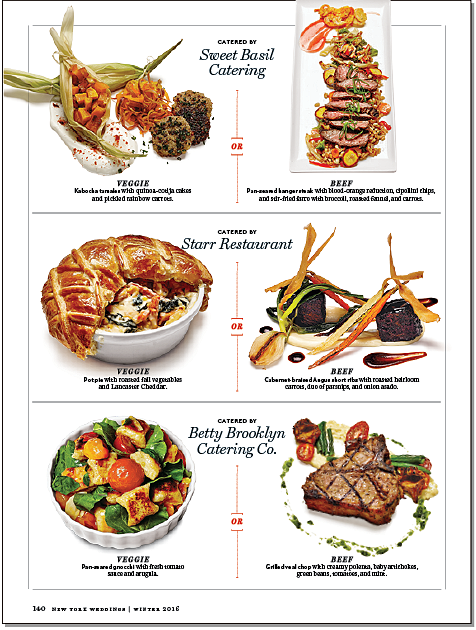 CATERED BY
Sweet Basil
Catering
OR
VEGGIE
Kabocha tamales with quinoa-cotija cakes
and pickled rainbow carrots.
BEEF
Pan-seared hanger steak with blood-orange reduction, cipollini chips,
and stir-fried farro with broccoli, roasted fennel, and carrots.
CATERED BY
Starr Restaurant
OR
VEGGIE
Potpie with roasted fall vegetables
and Lancaster Cheddar.
BEEF
Cabernet-braised Angus short ribs with roasted heirloom
carrots, duo of parsnips, and onion asado.
CATERED BY
Betty Brooklyn
Catering Co.
OR
VEGGIE
Pan-seared gnocchi with fresh tomato
sauce and arugula.
BEEF
Grilled veal chop with creamy polenta, baby artichokes,
green beans, tomatoes, and mint.
140 NEW YORK WEDDINGS | WINTER 2016